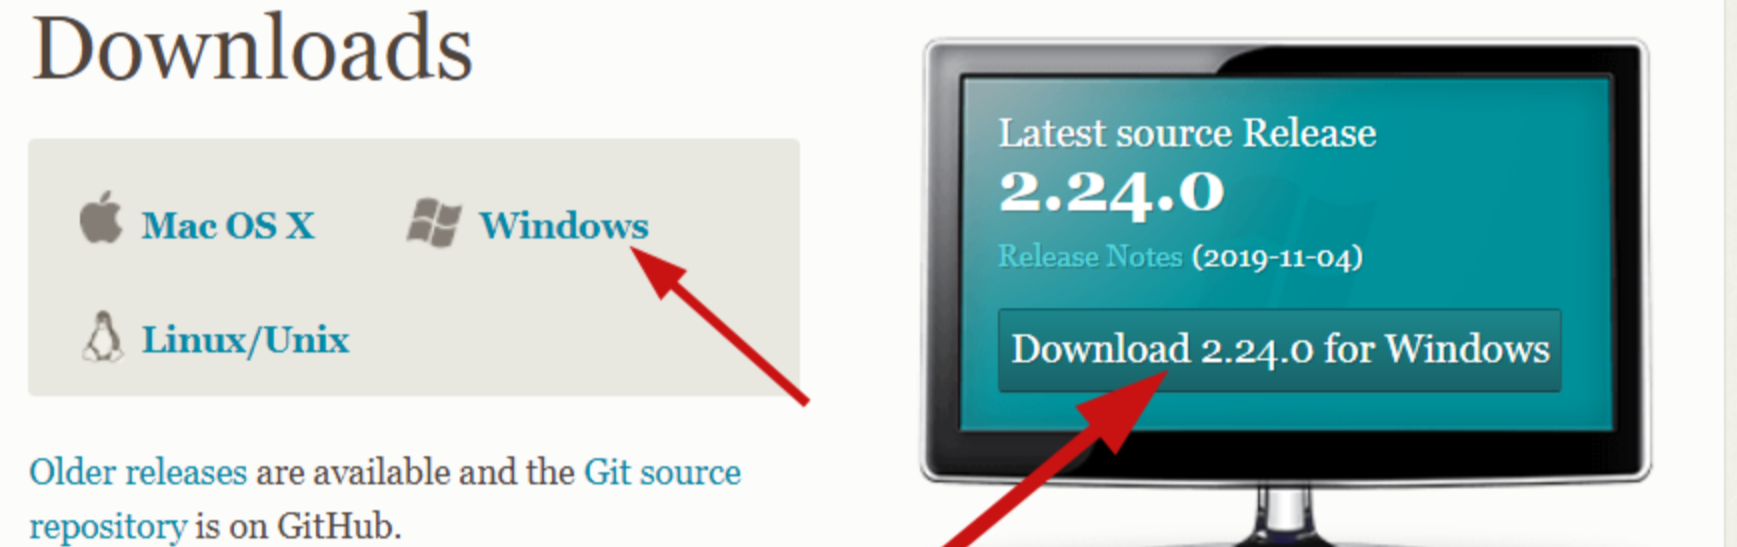 Downloads
Mac OS X
Windows
Linux/Unix
Older releases are available and the Git source
repository is on GitHub.
Latest source Release
2.24.0
Release Notes (2019-11-04)
Download 2.24.0 for Windows